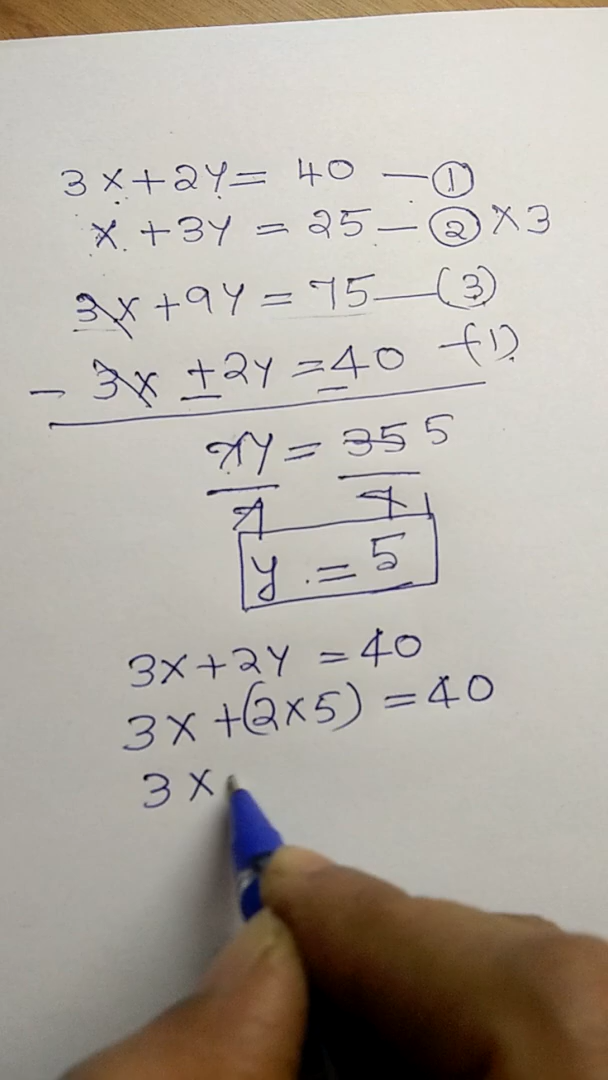 3x+2y= 40 —①
x +3y = 25 —② ×3
3x +9y = 75 —(3)
- 3x +2y =40 -(1)
7y = 35 5
7 7 1
y = 5
3x+2y =40
3x +(2×5) =40
3x